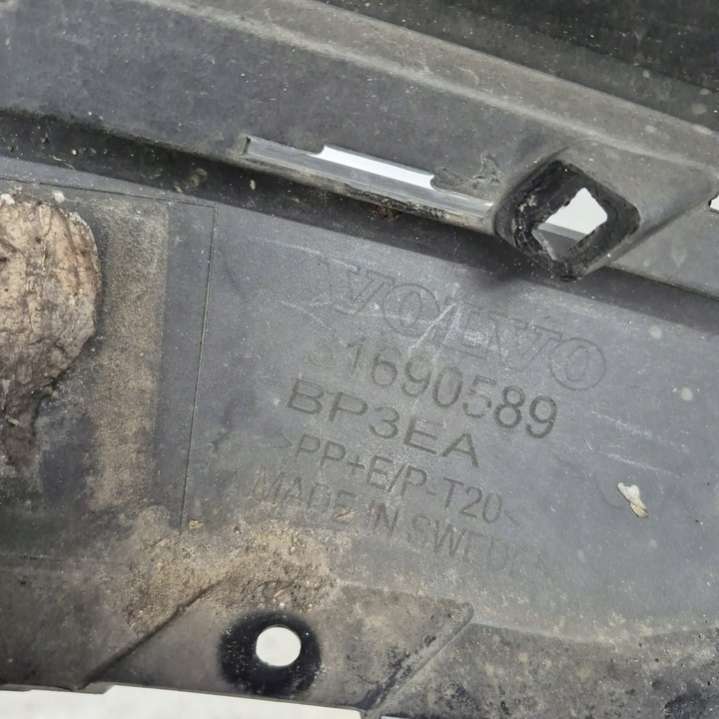 VOLVO
31690589
BP3EA
>PP+E/P-T20<
MADE IN SWEDEN